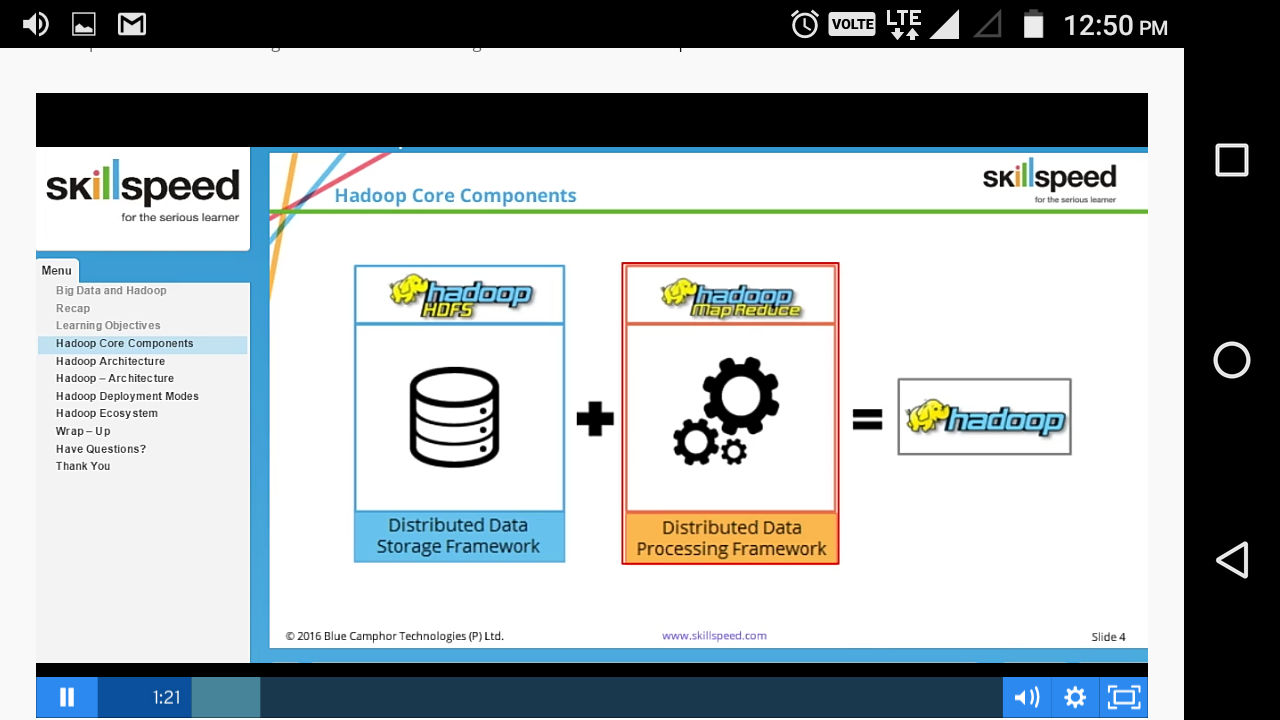 VOLTE LTE 12:50 PM
skillspeed
for the serious learner
Menu
Big Data and Hadoop
Recap
Learning Objectives
Hadoop Core Components
Hadoop Architecture
Hadoop – Architecture
Hadoop Deployment Modes
Hadoop Ecosystem
Wrap – Up
Have Questions?
Thank You
Hadoop Core Components
skillspeed
for the serious learner
hadoop
HDFS
Distributed Data
Storage Framework
+
hadoop
MapReduce
Distributed Data
Processing Framework
=
hadoop
© 2016 Blue Camphor Technologies (P) Ltd.
www.skillspeed.com
Slide 4
1:21